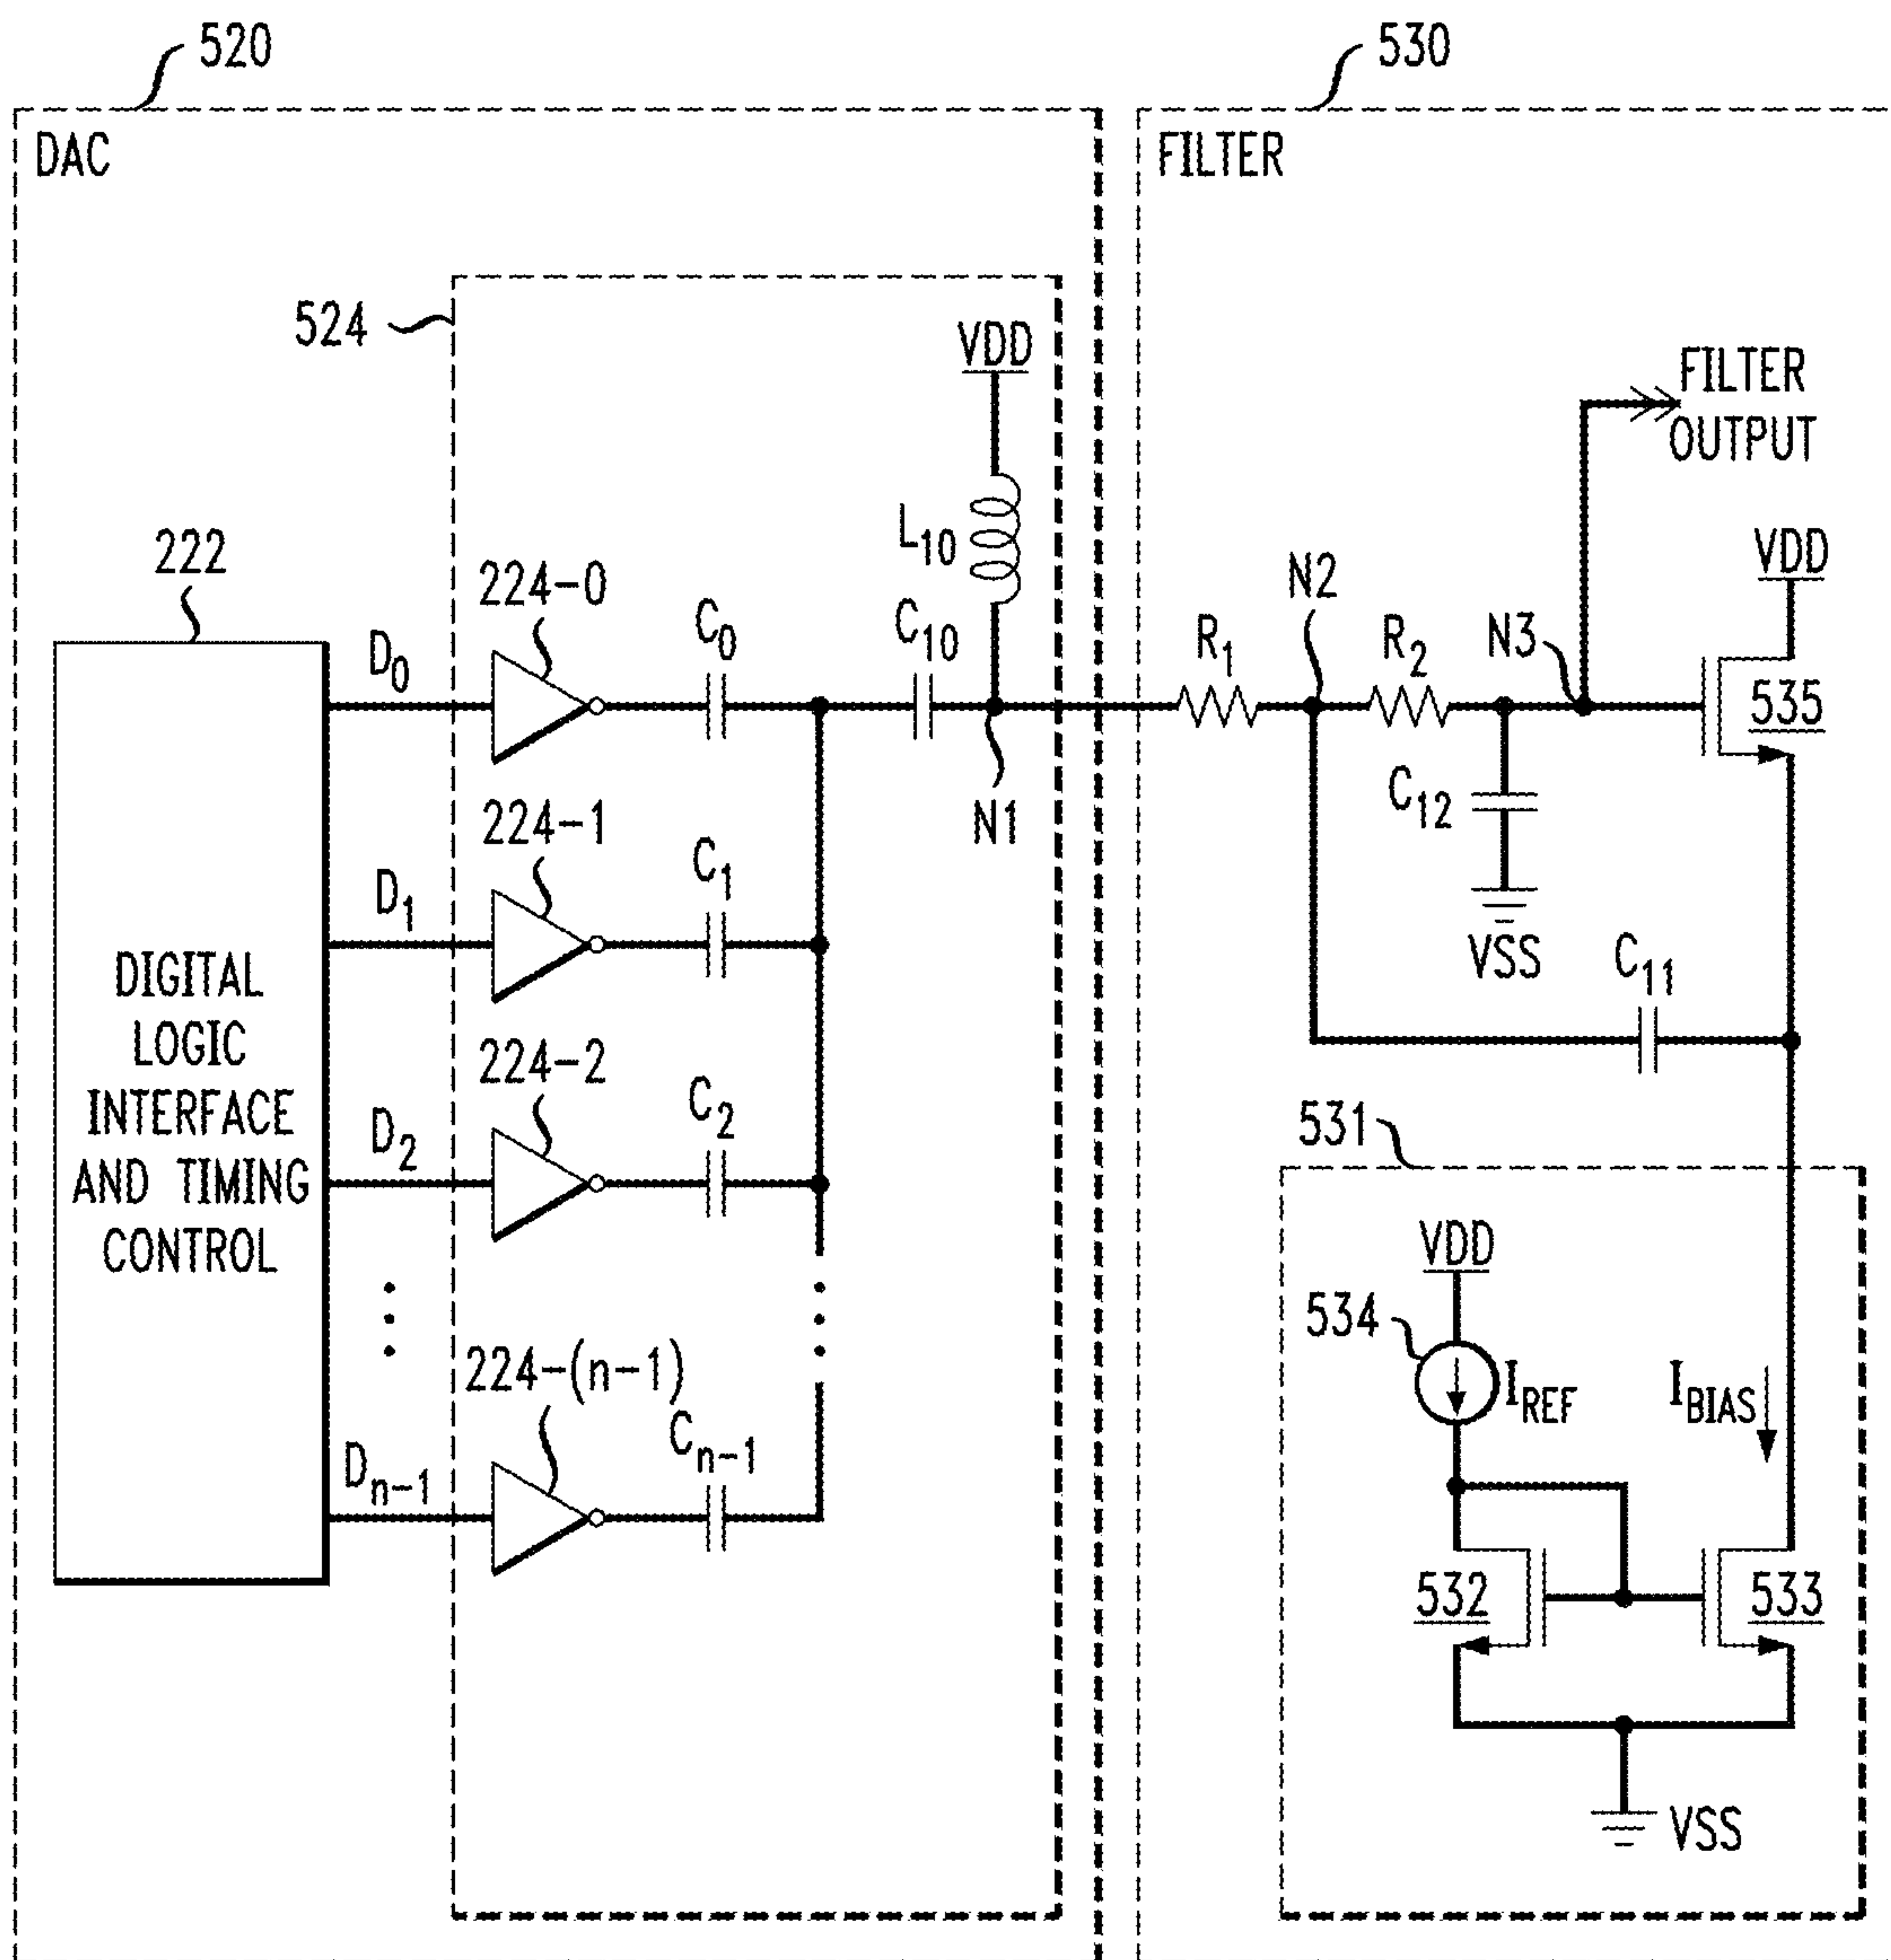 520
530
DAC
FILTER
524
VDD
FILTER
OUTPUT
L10
VDD
222
224-0
N2
D0
C0
C10
R1
R2
N3
535
224-1
N1
C12
D1
C1
VSS
C11
DIGITAL
LOGIC
INTERFACE
AND TIMING
CONTROL
224-2
D2
C2
531
VDD
534
IREF
IBIAS
224-(n-1)
Dn-1
Cn-1
532
533
VSS